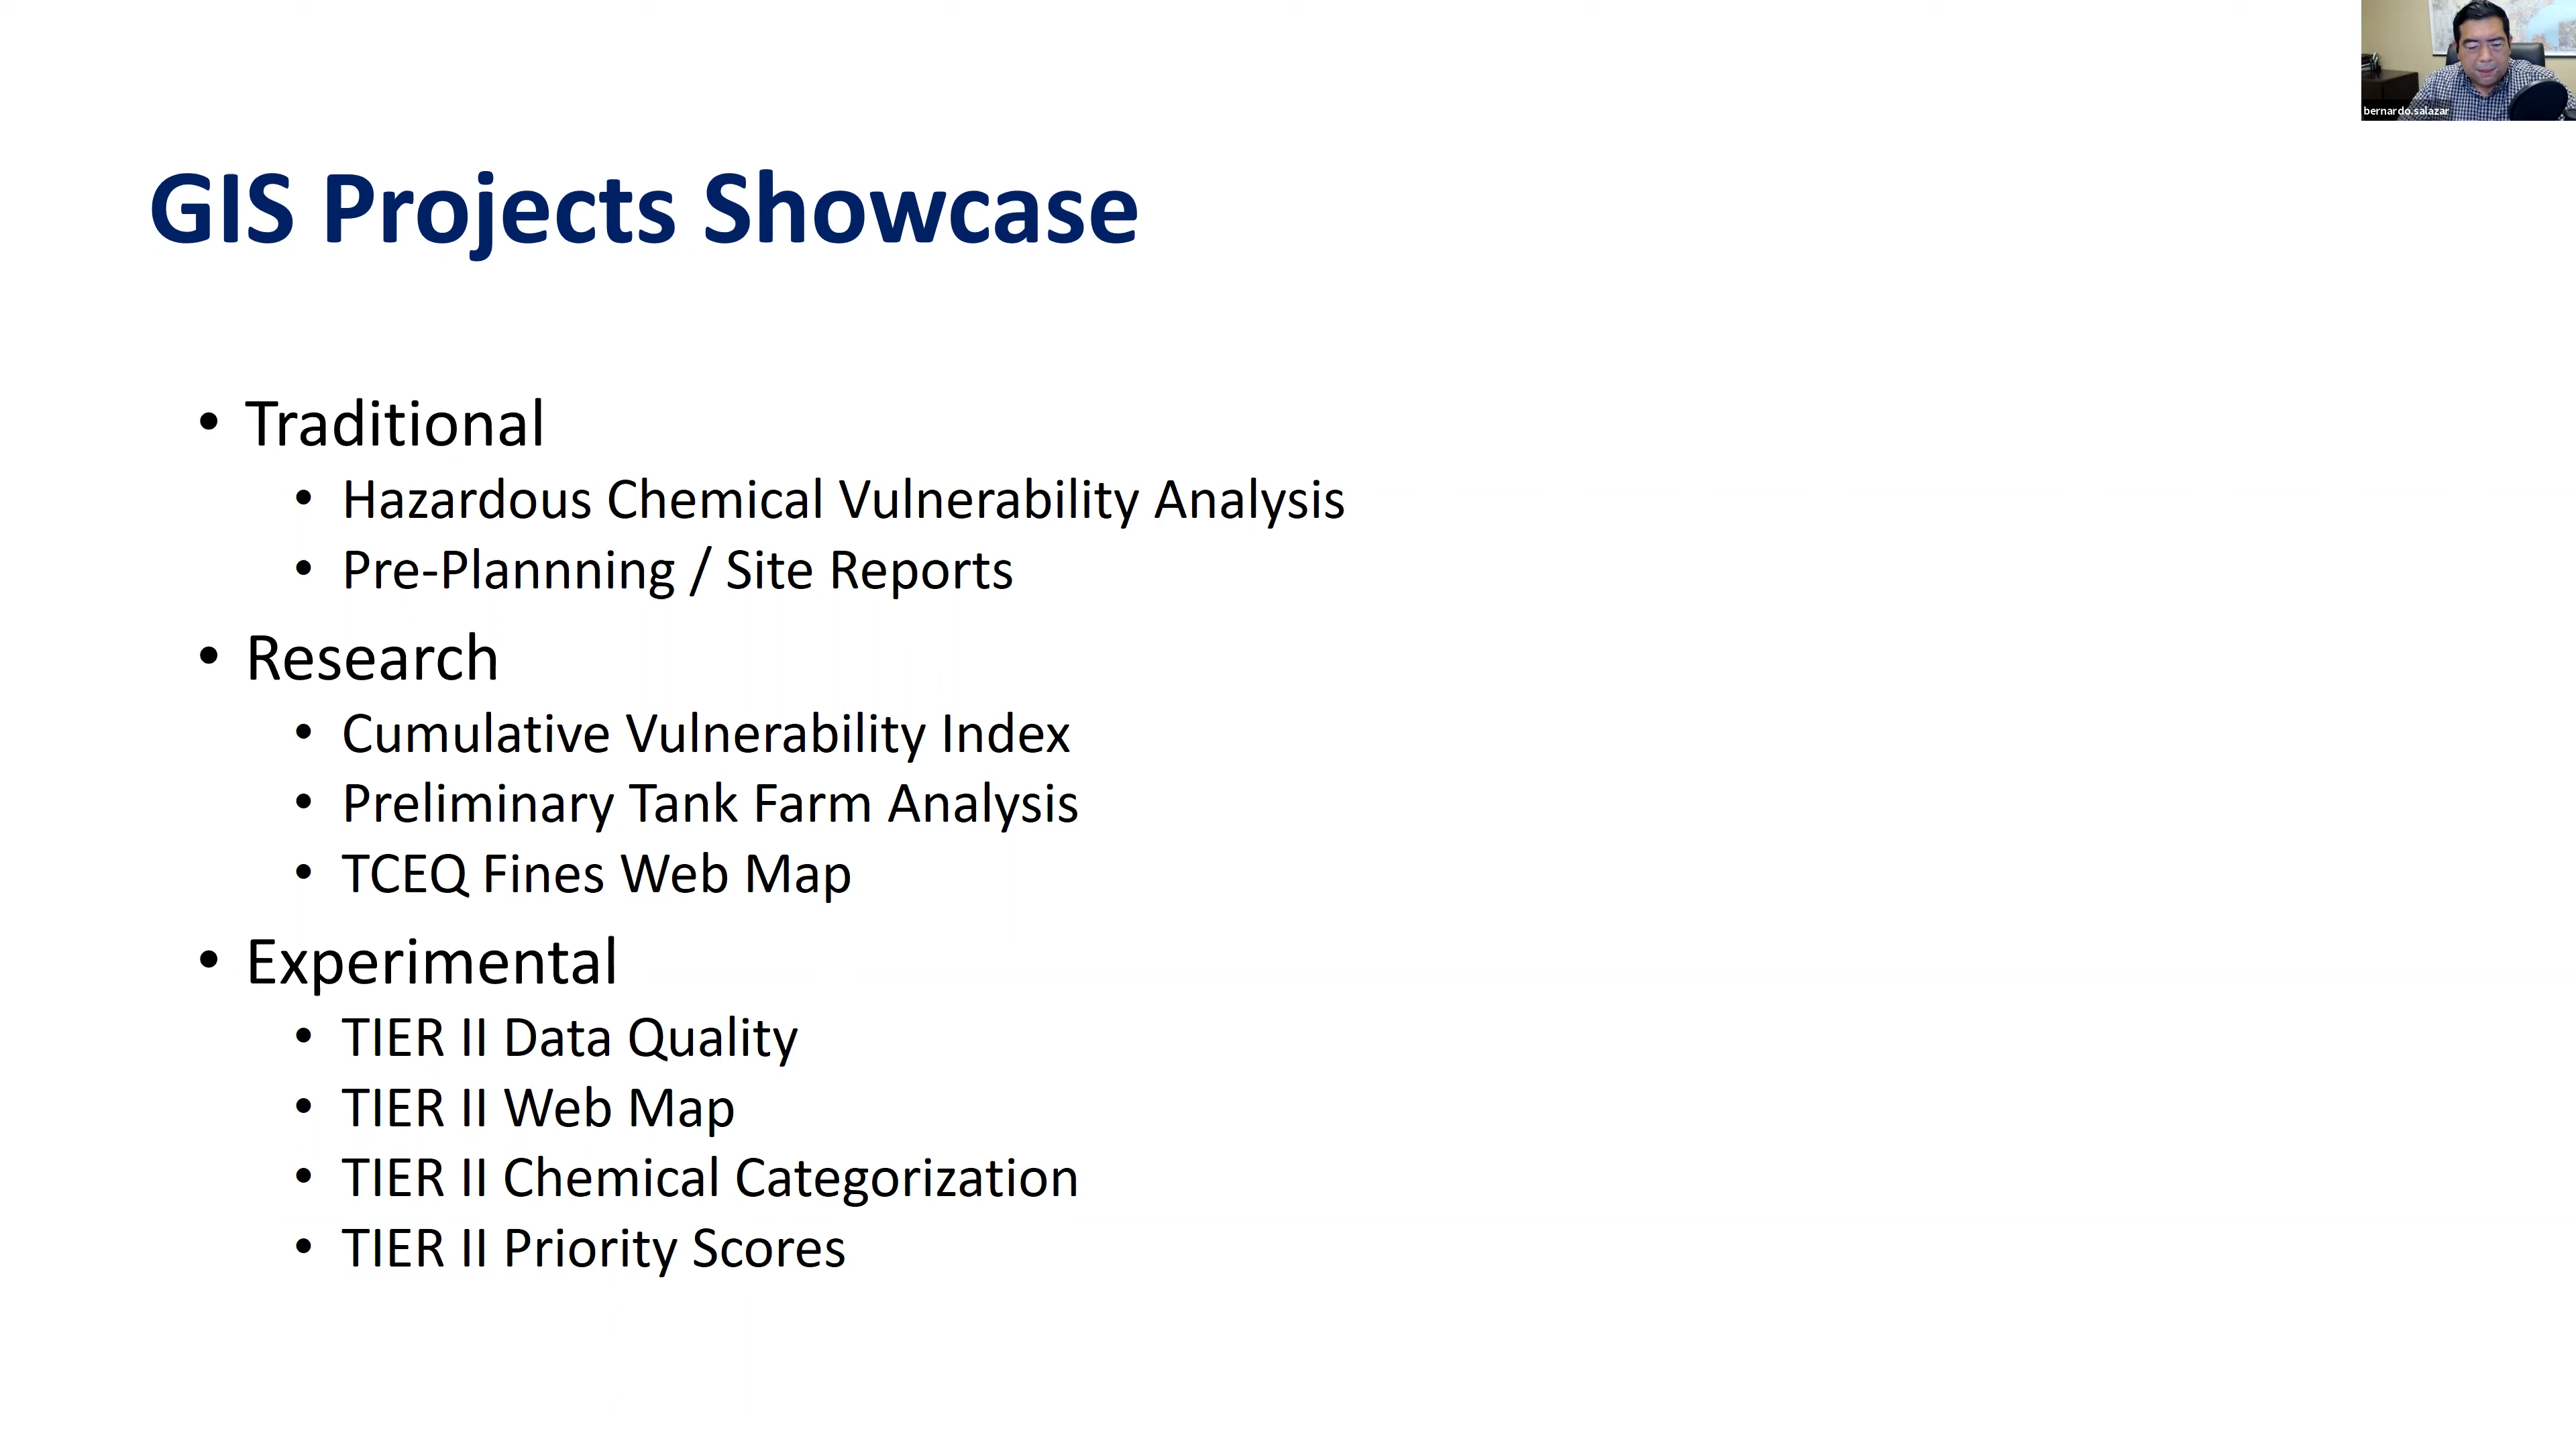 bernardo.salazar
GIS Projects Showcase
• Traditional
• Hazardous Chemical Vulnerability Analysis
• Pre-Plannning / Site Reports
• Research
• Cumulative Vulnerability Index
• Preliminary Tank Farm Analysis
• TCEQ Fines Web Map
• Experimental
• TIER II Data Quality
• TIER II Web Map
• TIER II Chemical Categorization
• TIER II Priority Scores